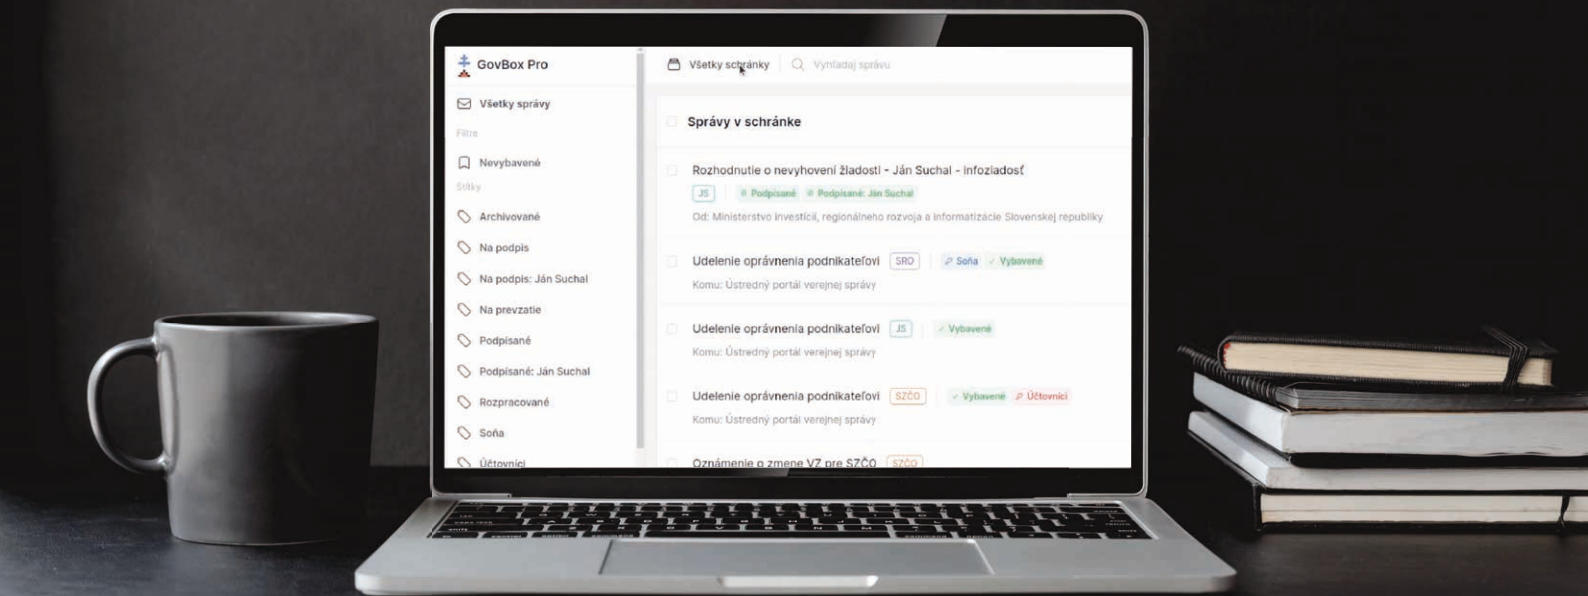 GovBox Pro
Všetky správy
Filtre
Nevybavené
Štítky
Archivované
Na podpis
Na podpis: Ján Suchal
Na prevzatie
Podpísané
Podpísané: Ján Suchal
Rozpracované
Soňa
Účtovníci
Všetky schránky
Vyhľadaj správu
Správy v schránke
Rozhodnutie o nevyhovení žiadosti - Ján Suchal - infoziadosť
JS Podpísané Podpísané: Ján Suchal
Od: Ministerstvo investícií, regionálneho rozvoja a informatizácie Slovenskej republiky
Udelenie oprávnenia podnikateľovi SRO Soňa Vybavené
Komu: Ústredný portál verejnej správy
Udelenie oprávnenia podnikateľovi JS Vybavené
Komu: Ústredný portál verejnej správy
Udelenie oprávnenia podnikateľovi SZČO Vybavené Účtovníci
Komu: Ústredný portál verejnej správy
Oznámenie o zmene VZ pre SZČO SZČO